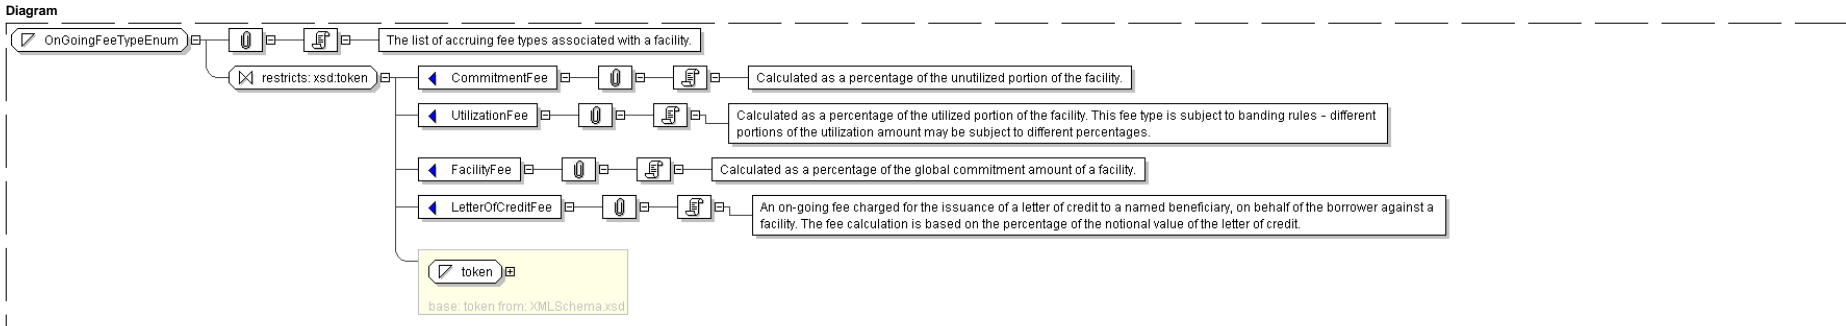 Diagram
OnGoingFeeTypeEnum
The list of accruing fee types associated with a facility.
restricts: xsd:token
CommitmentFee
Calculated as a percentage of the unutilized portion of the facility.
UtilizationFee
Calculated as a percentage of the utilized portion of the facility. This fee type is subject to banding rules - different
portions of the utilization amount may be subject to different percentages.
FacilityFee
Calculated as a percentage of the global commitment amount of a facility.
LetterOfCreditFee
An on-going fee charged for the issuance of a letter of credit to a named beneficiary, on behalf of the borrower against a
facility. The fee calculation is based on the percentage of the notional value of the letter of credit.
token
base: token from: XMLSchema.xsd